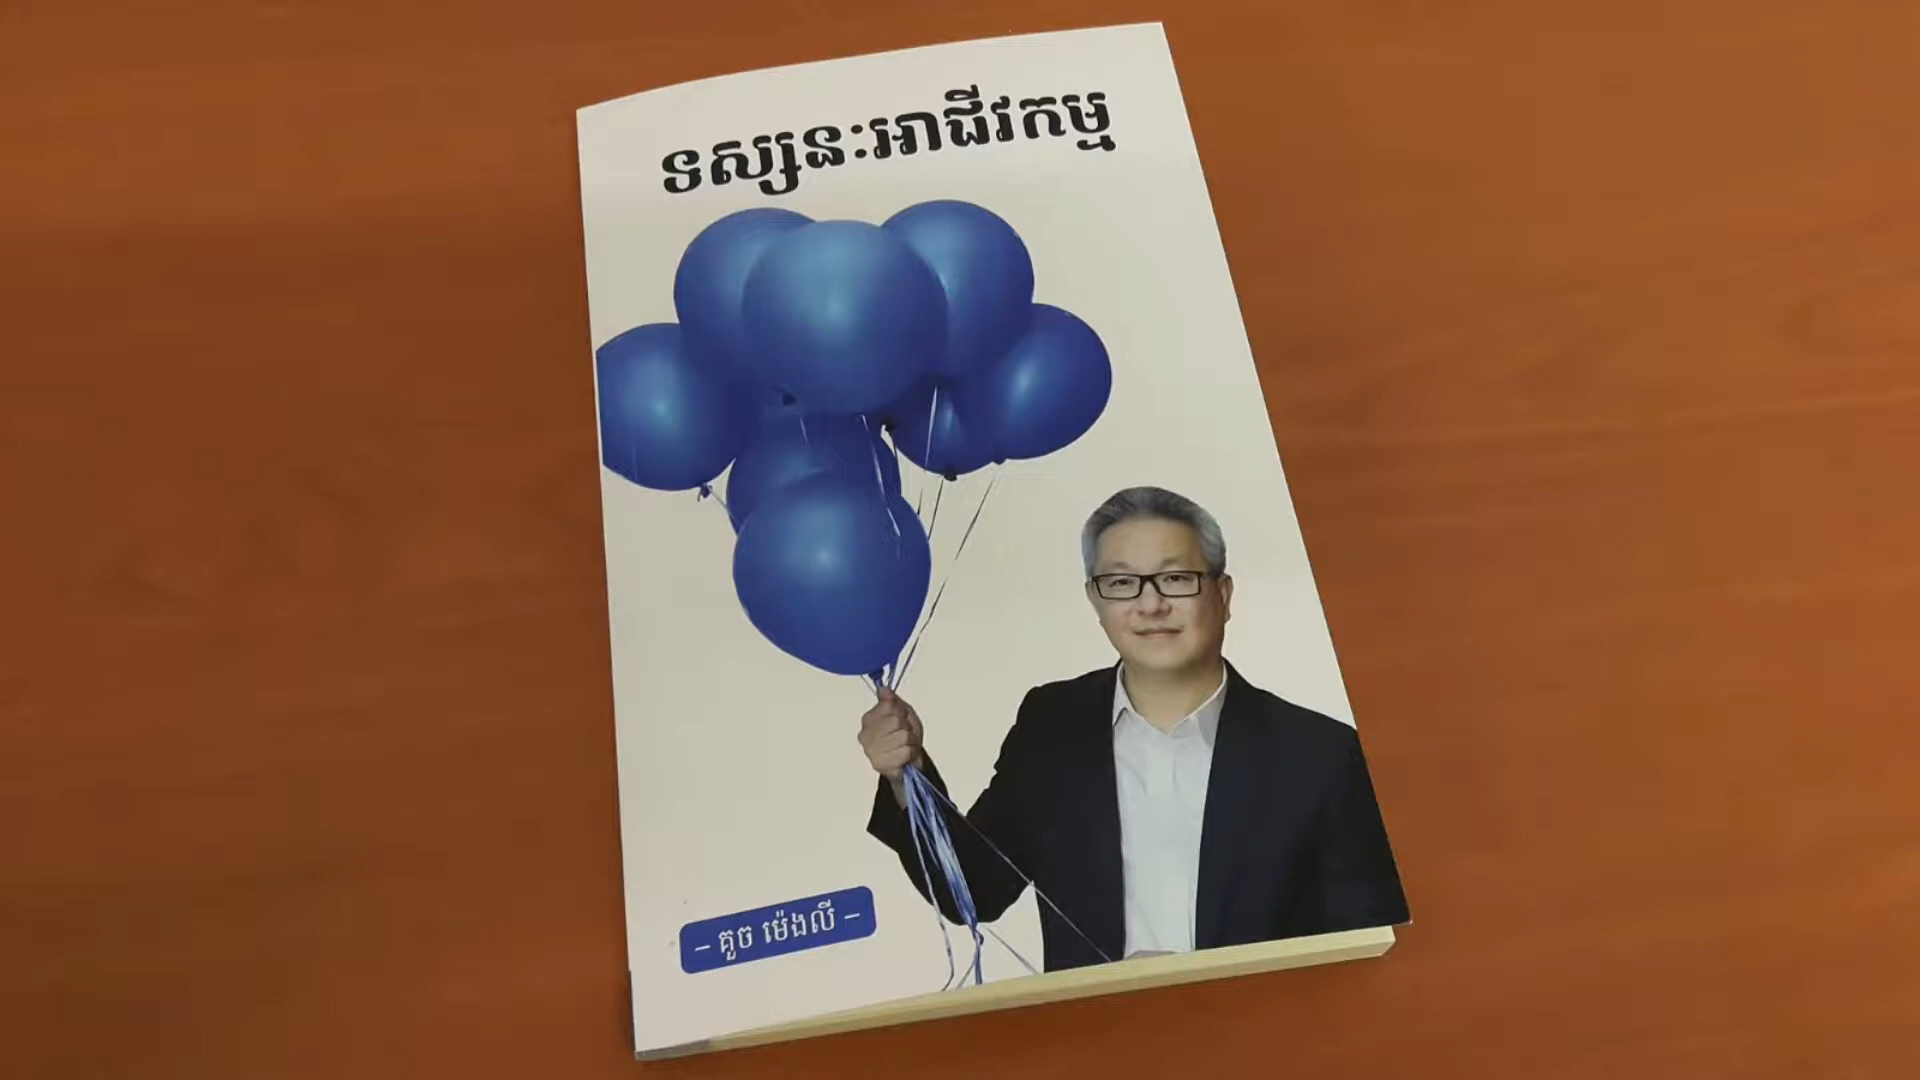 ទស្សនៈអាជីវកម្ម
– គួច ម៉េងលី –